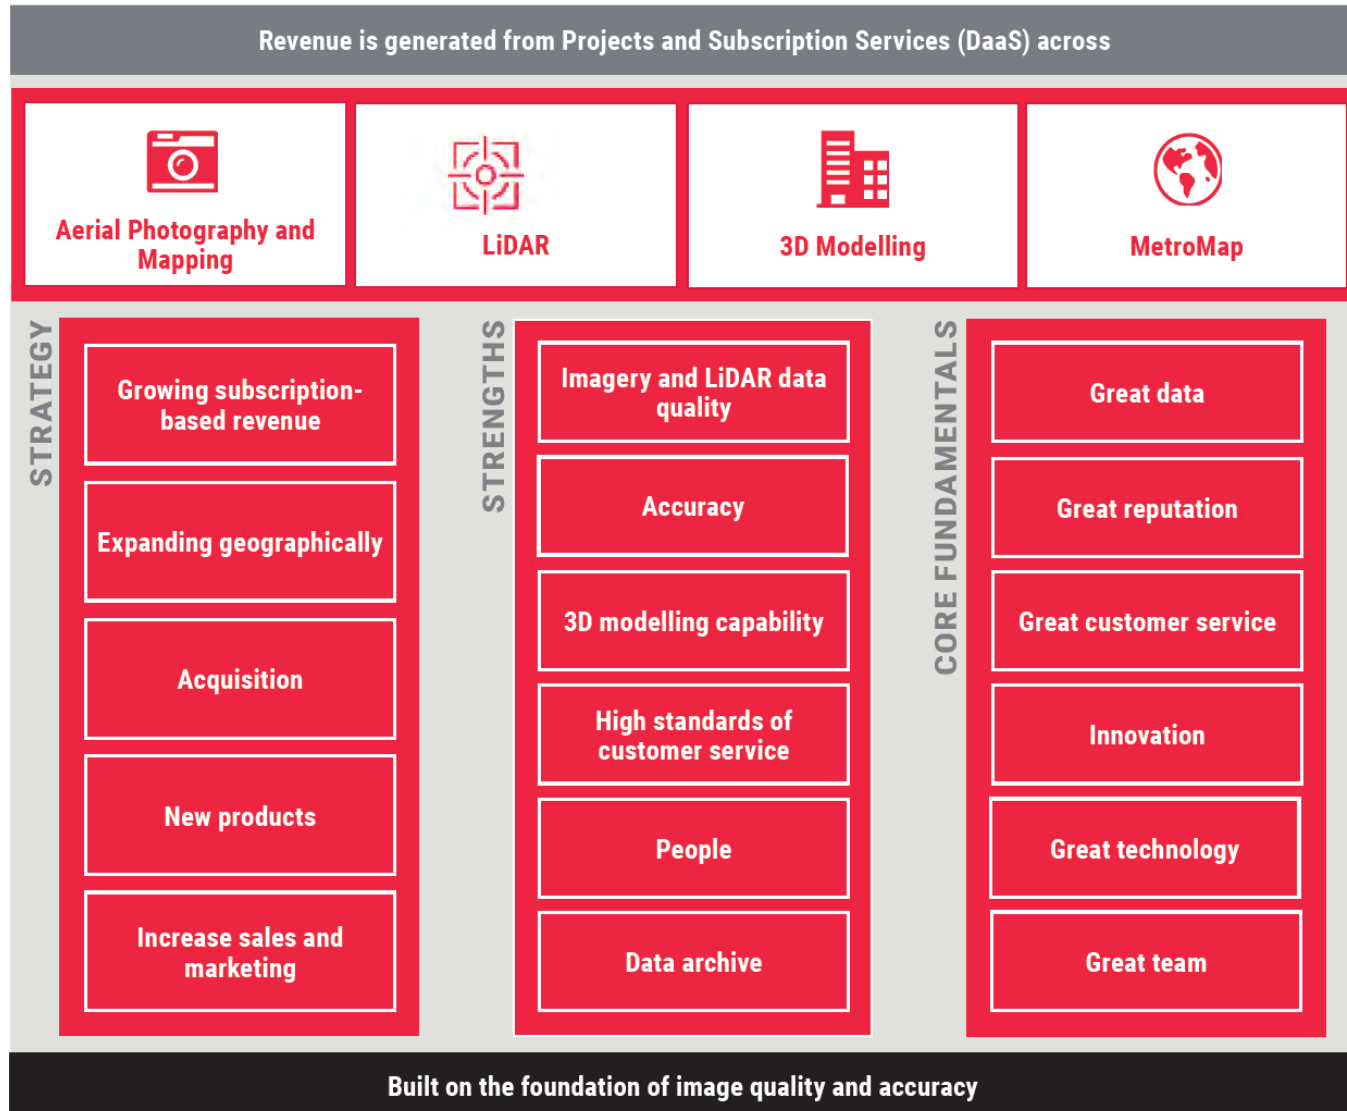 Revenue is generated from Projects and Subscription Services (DaaS) across
Aerial Photography and
Mapping
LiDAR
3D Modelling
MetroMap
STRATEGY
Growing subscription-
based revenue
Expanding geographically
Acquisition
New products
Increase sales and
marketing
STRENGTHS
Imagery and LiDAR data
quality
Accuracy
3D modelling capability
High standards of
customer service
People
Data archive
CORE FUNDAMENTALS
Great data
Great reputation
Great customer service
Innovation
Great technology
Great team
Built on the foundation of image quality and accuracy